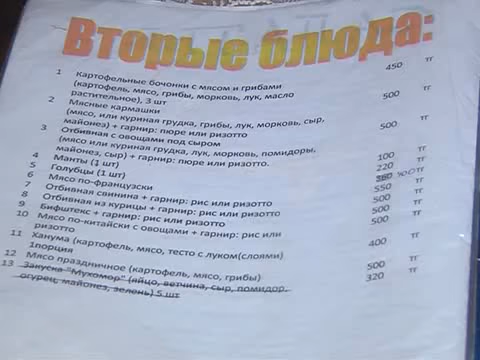 Вторые блюда:
1 Картофельные бочонки с мясом и грибами 450 тг
(картофель, мясо, грибы, морковь, лук, масло
растительное), 3 шт 500 тг
2 Мясные кармашки
(мясо, или куриная грудка, грибы, лук, морковь, сыр,
майонез) + гарнир: пюре или ризотто 500 тг
3 Отбивная с овощами под сыром
(мясо или куриная грудка, лук, морковь, помидоры,
майонез, сыр) + гарнир: пюре или ризотто.
4 Манты (1 шт) 100 тг
5 Голубцы (1 шт) 220 тг
6 Мясо по-французски тг
7 Отбивная свинина + гарнир: рис или ризотто 550 тг
8 Отбивная из курицы + гарнир: рис или ризотто 500 тг
9 Бифштекс + гарнир: рис или ризотто 500 тг
10 Мясо по-китайски с овощами + гарнир: рис или 500 тг
ризотто
11 Ханума (картофель, мясо, тесто с луком(слоями) 400 тг
1порция
12 Мясо праздничное (картофель, мясо, грибы) 500 тг
13 Закуска "Мухомор" (яйцо, ветчина, сыр, помидор, 320 тг
огурец, майонез, зелень) 5 шт